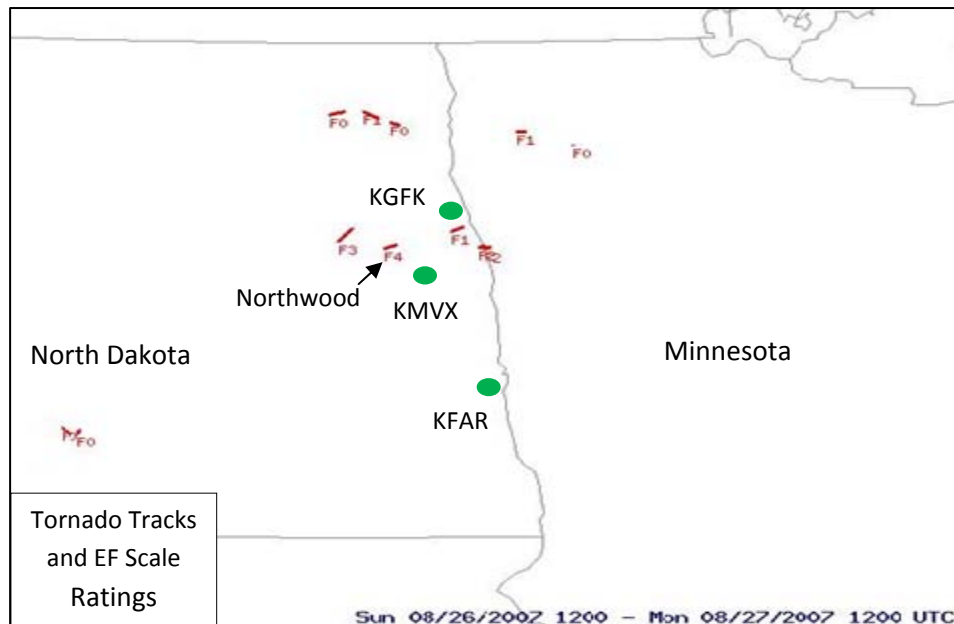 F0
F1
F0
F1
F0
KGFK
F1
F3
F4
Northwood
KMVX
North Dakota
Minnesota
KFAR
F0
Tornado Tracks
and EF Scale
Ratings
Sun 08/26/2007 1200 – Mon 08/27/2007 1200 UTC